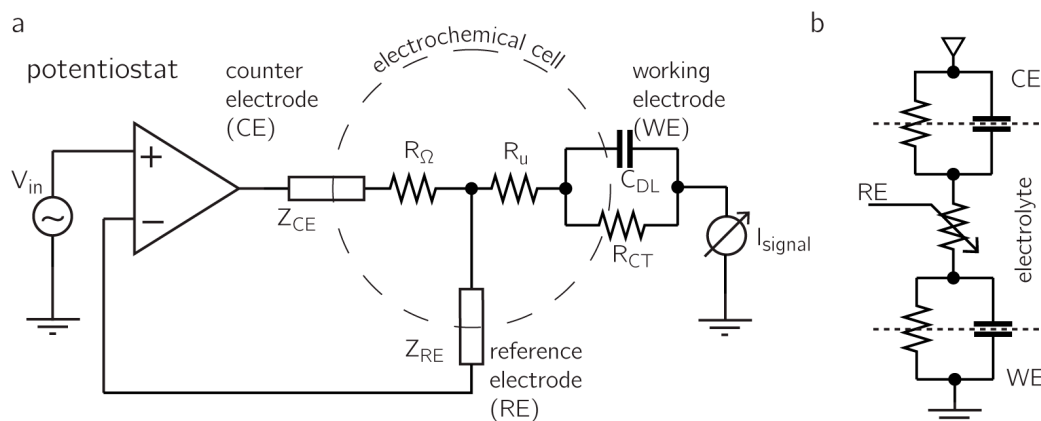 a
potentiostat
counter
electrode
(CE)
electrochemical cell
working
electrode
(WE)
V_in
+
−
~
Z_CE
R_Ω
R_u
C_DL
R_CT
I_signal
Z_RE
reference
electrode
(RE)
b
CE
RE
electrolyte
WE